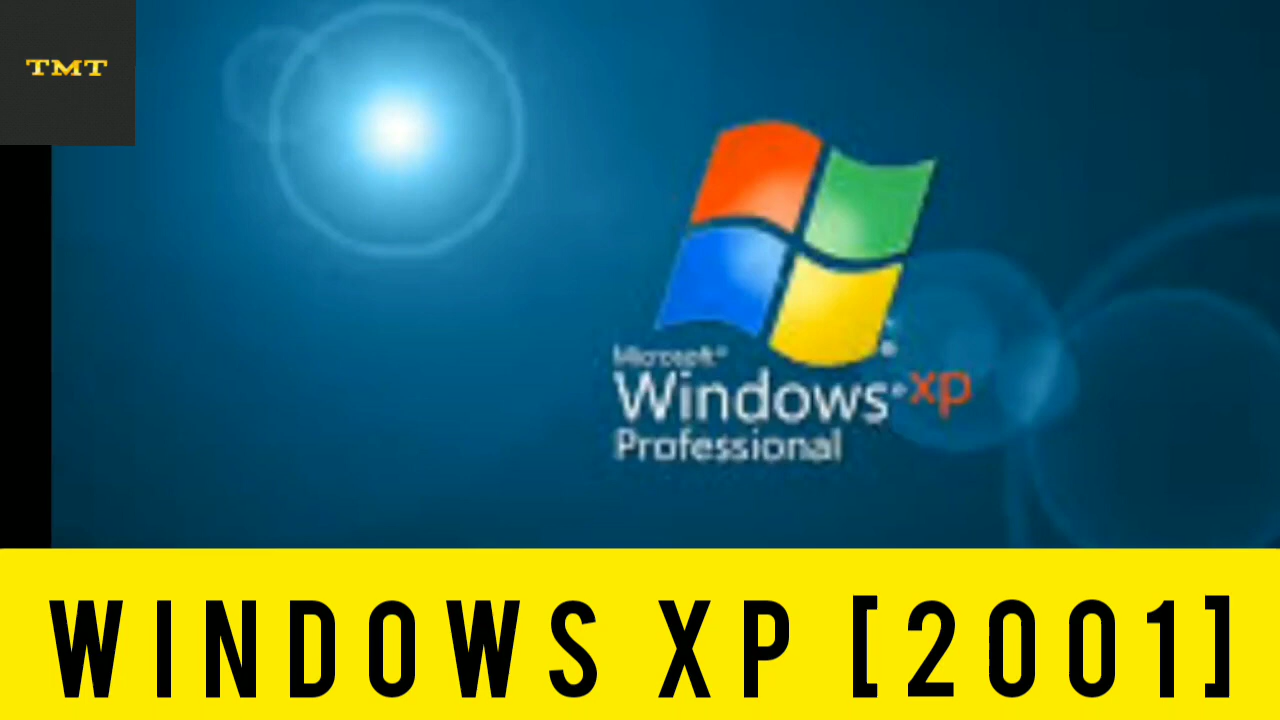 TMT
Microsoft®
Windows® xp
Professional
WINDOWS XP [2001]